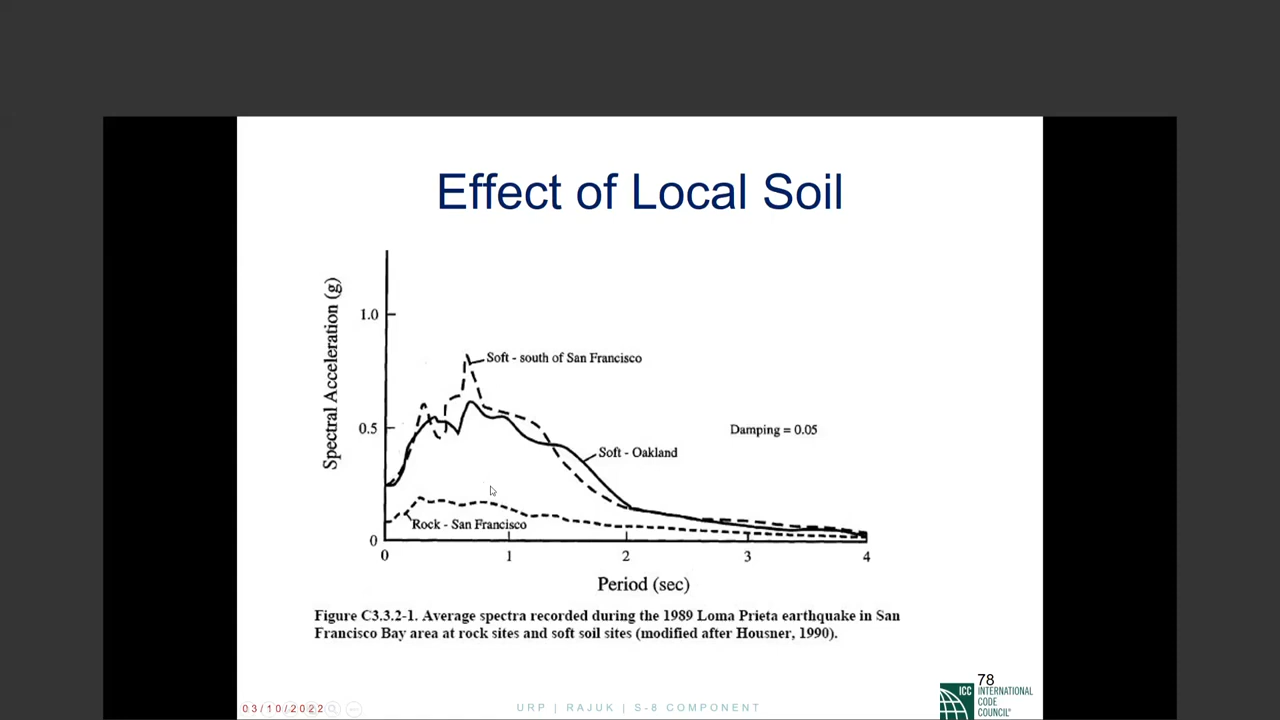 Effect of Local Soil
Spectral Acceleration (g)
1.0
Soft - south of San Francisco
0.5
Damping = 0.05
Soft - Oakland
Rock - San Francisco
0
0 1 2 3 4
Period (sec)
Figure C3.3.2-1. Average spectra recorded during the 1989 Loma Prieta earthquake in San
Francisco Bay area at rock sites and soft soil sites (modified after Housner, 1990).
78
ICC INTERNATIONAL
CODE
COUNCIL®
03/10/2022
URP | RAJUK | S-8 COMPONENT